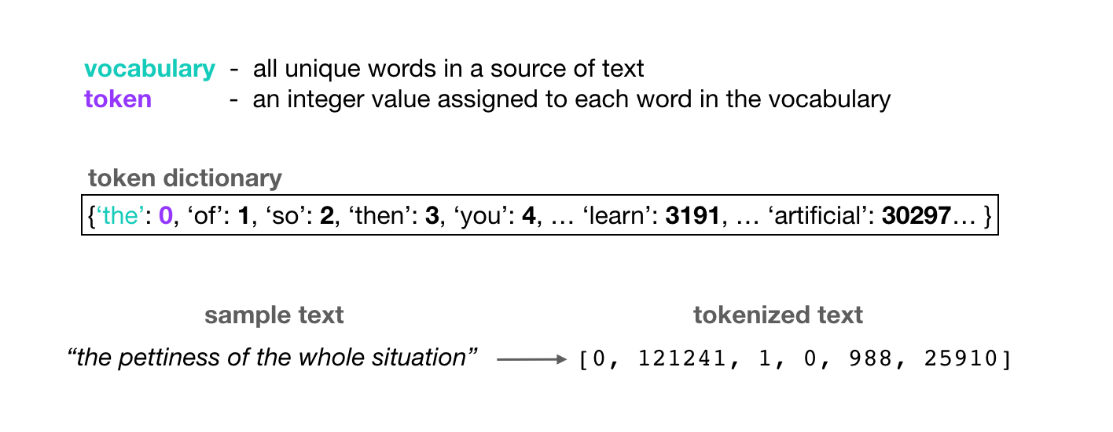 vocabulary - all unique words in a source of text
token - an integer value assigned to each word in the vocabulary
token dictionary
{‘the’: 0, ‘of’: 1, ‘so’: 2, ‘then’: 3, ‘you’: 4, … ‘learn’: 3191, … ‘artificial’: 30297… }
sample text
tokenized text
“the pettiness of the whole situation”
[0, 121241, 1, 0, 988, 25910]